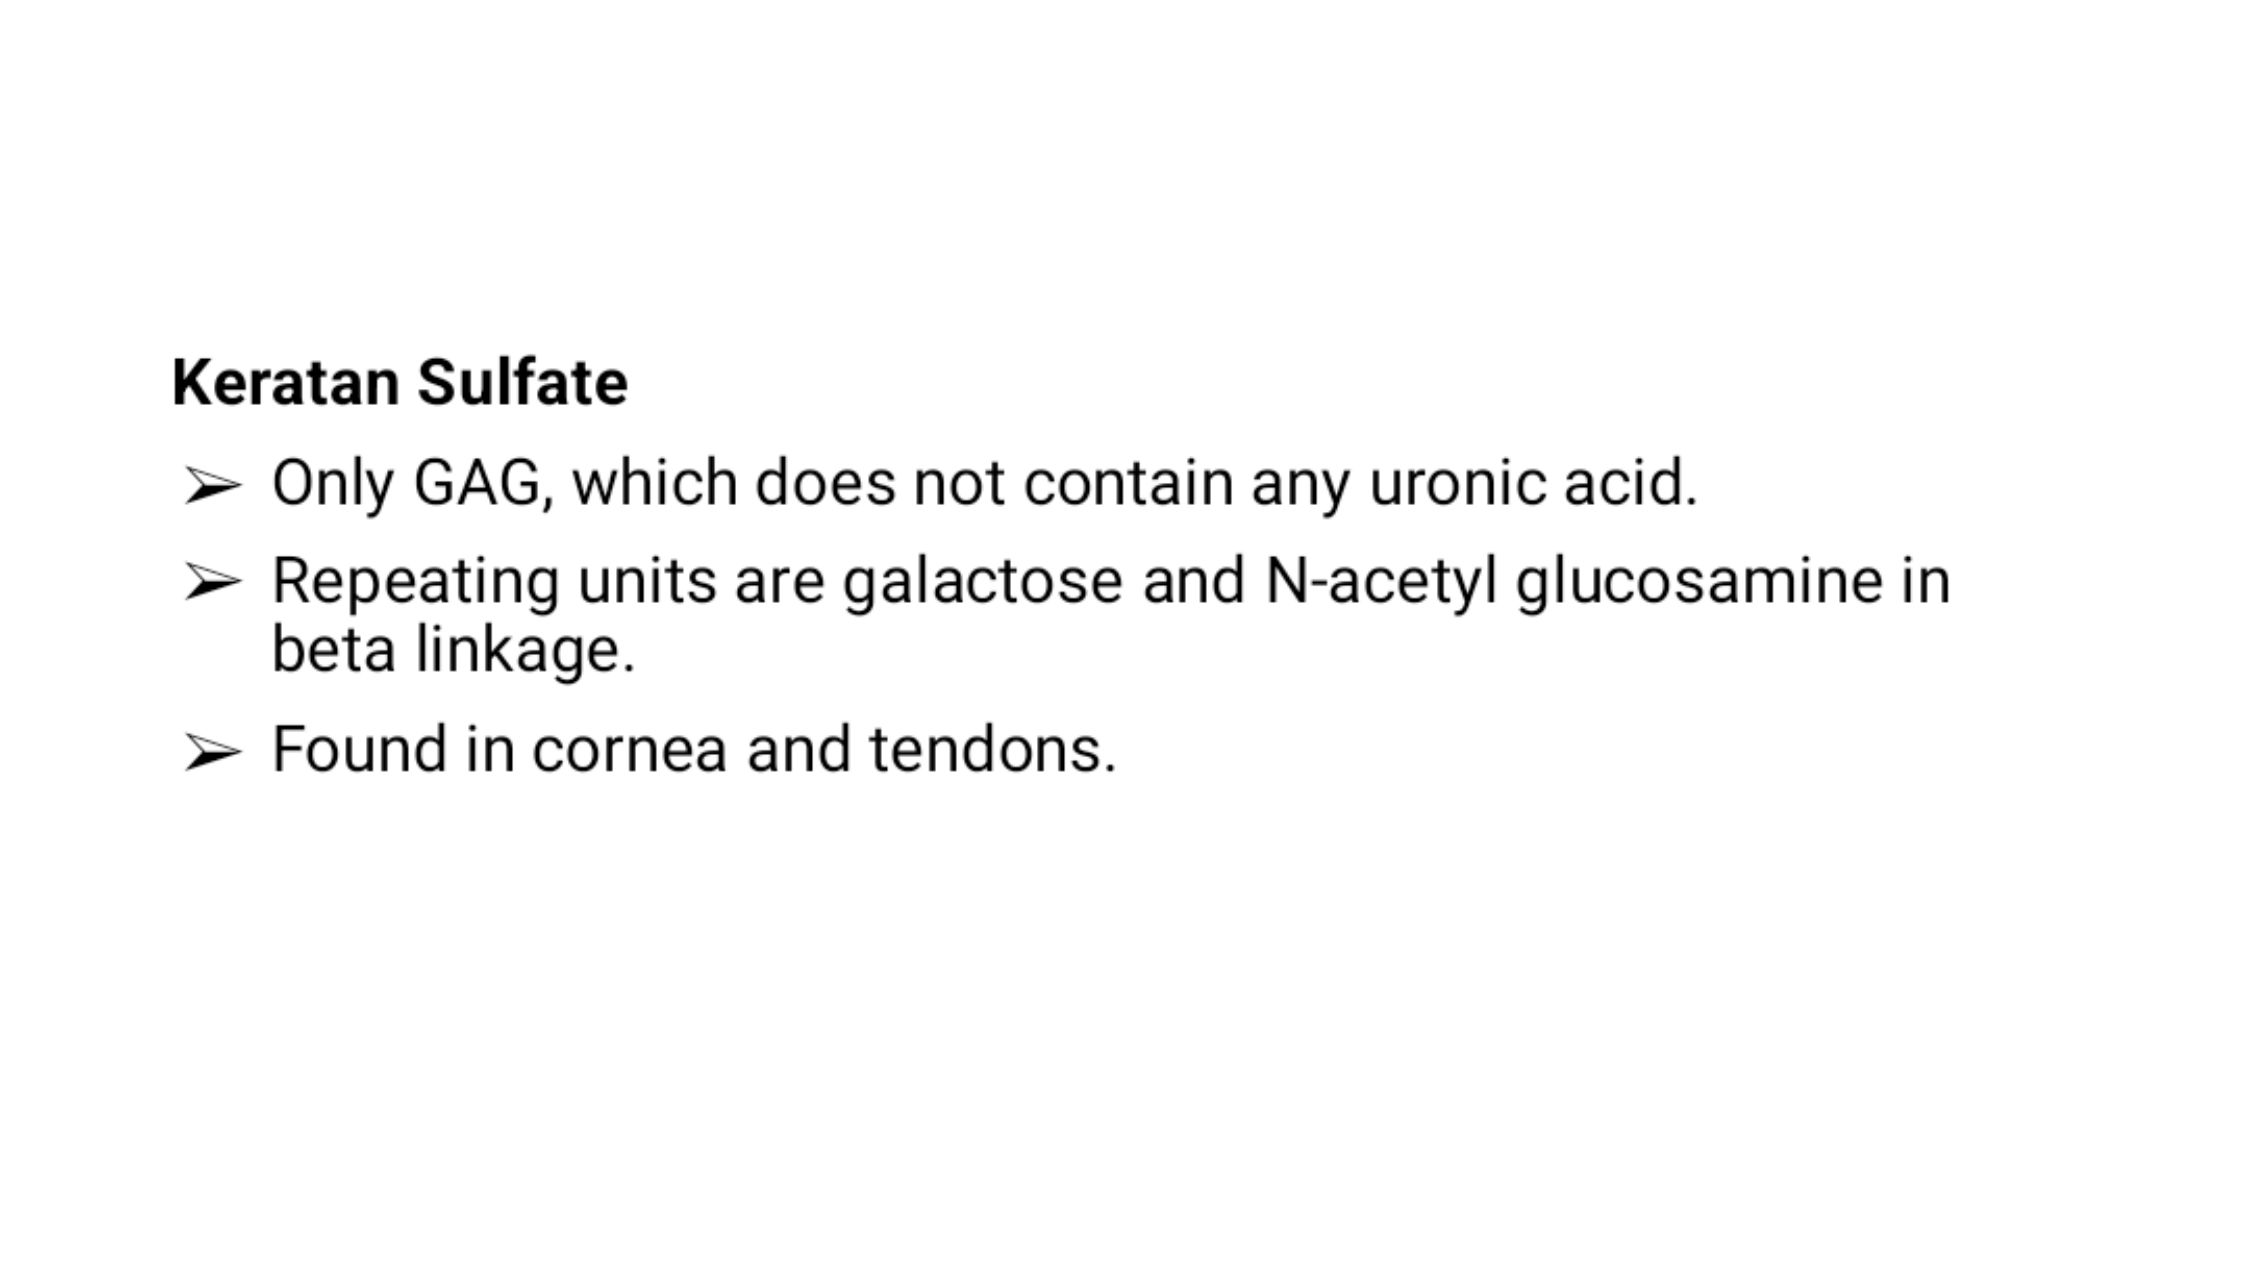 Keratan Sulfate
➢ Only GAG, which does not contain any uronic acid.
➢ Repeating units are galactose and N-acetyl glucosamine in
beta linkage.
➢ Found in cornea and tendons.